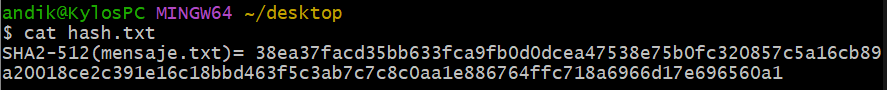 andik@KylosPC MINGW64 ~/desktop
$ cat hash.txt
SHA2-512(mensaje.txt)= 38ea37facd35bb633fca9fb0d0dcea47538e75b0fc320857c5a16cb89
a20018ce2c391e16c18bbd463f5c3ab7c7c8c0aa1e886764ffc718a6966d17e696560a1